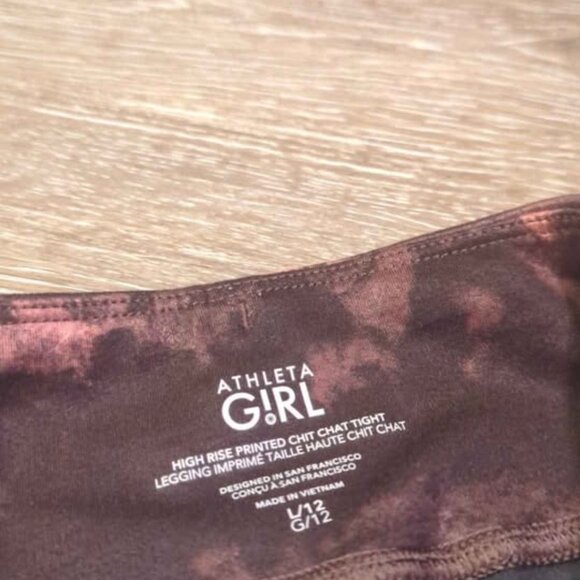 ATHLETA
G!RL
HIGH RISE PRINTED CHIT CHAT TIGHT
LEGGING IMPRIMÉ TAILLE HAUTE CHIT CHAT
DESIGNED IN SAN FRANCISCO
CONÇU À SAN FRANCISCO
MADE IN VIETNAM
L/12
G/12